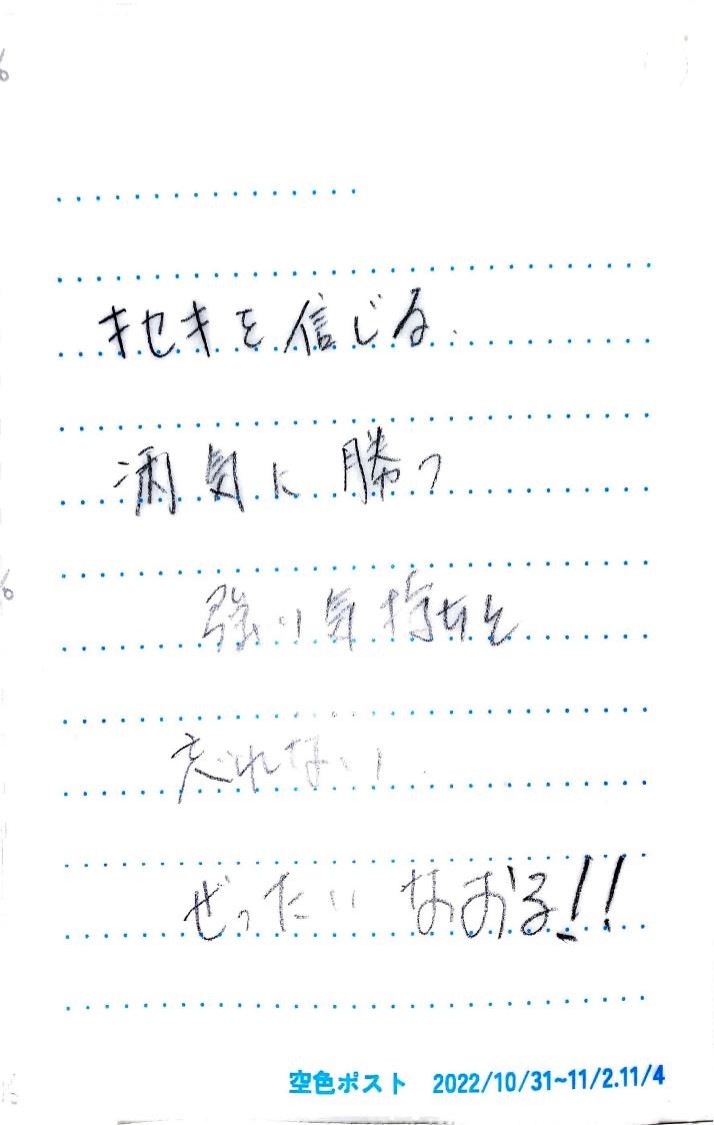 キセキを信じる.
病気に勝つ
強い気持ちを
忘れない.
ぜったいなおる!!
空色ポスト 2022/10/31~11/2.11/4